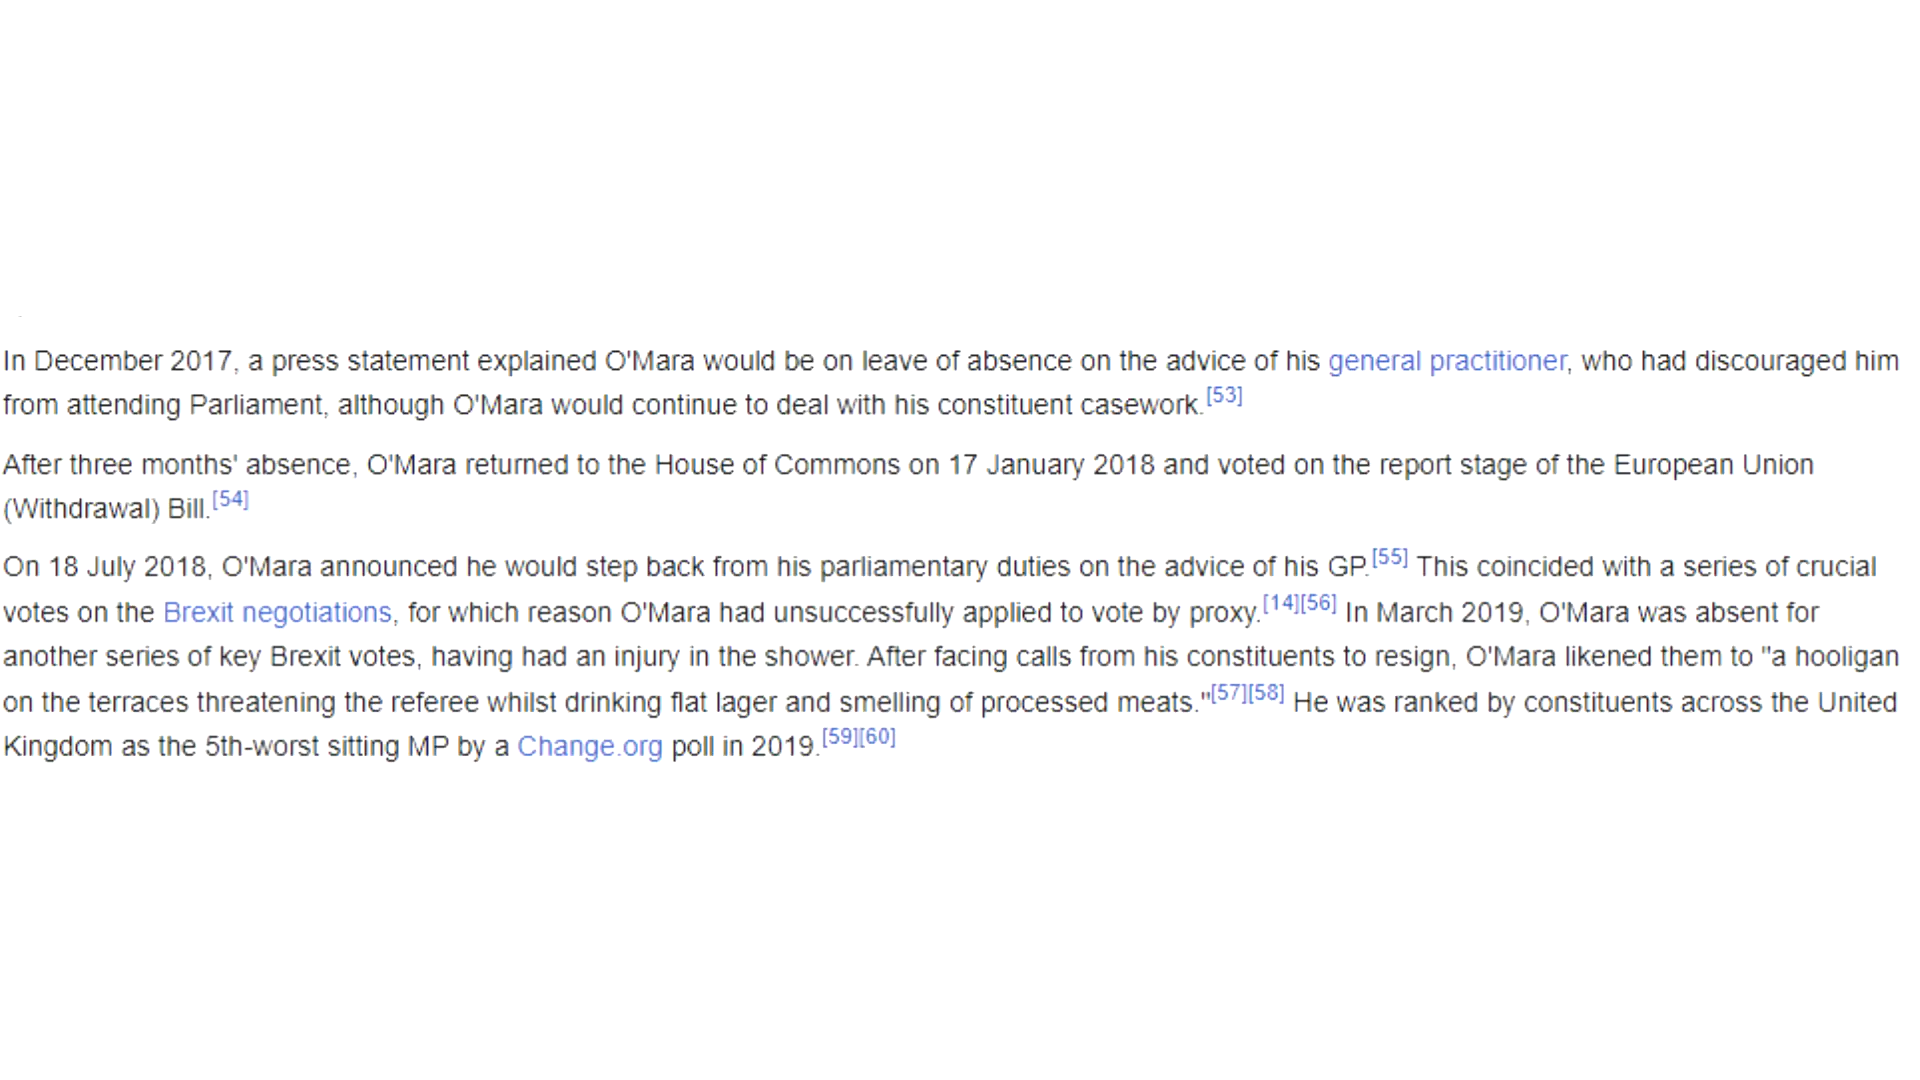 In December 2017, a press statement explained O'Mara would be on leave of absence on the advice of his general practitioner, who had discouraged him
from attending Parliament, although O'Mara would continue to deal with his constituent casework.[53]
After three months' absence, O'Mara returned to the House of Commons on 17 January 2018 and voted on the report stage of the European Union
(Withdrawal) Bill.[54]
On 18 July 2018, O'Mara announced he would step back from his parliamentary duties on the advice of his GP.[55] This coincided with a series of crucial
votes on the Brexit negotiations, for which reason O'Mara had unsuccessfully applied to vote by proxy.[14][56] In March 2019, O'Mara was absent for
another series of key Brexit votes, having had an injury in the shower. After facing calls from his constituents to resign, O'Mara likened them to "a hooligan
on the terraces threatening the referee whilst drinking flat lager and smelling of processed meats."[57][58] He was ranked by constituents across the United
Kingdom as the 5th-worst sitting MP by a Change.org poll in 2019.[59][60]